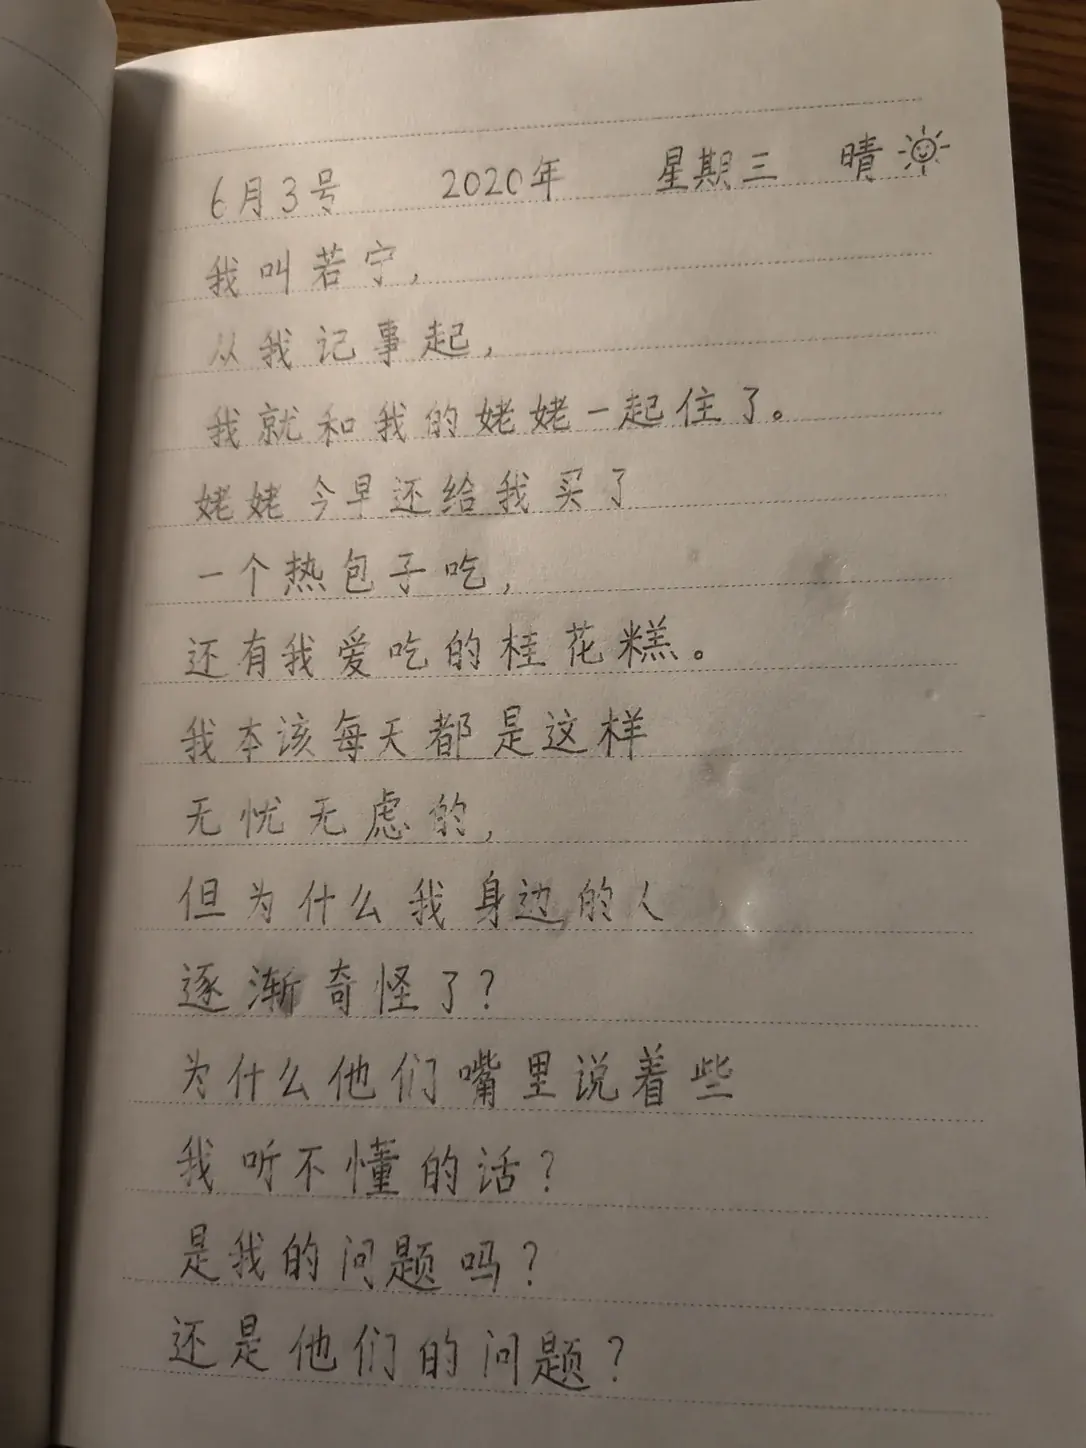 6月3号 2020年 星期三 晴
我叫若宁,
从我记事起,
我就和我的姥姥一起住了。
姥姥今早还给我买了
一个热包子吃,
还有我爱吃的桂花糕。
我本该每天都是这样
无忧无虑的,
但为什么我身边的人
逐渐奇怪了?
为什么他们嘴里说着些
我听不懂的话?
是我的问题吗?
还是他们的问题?